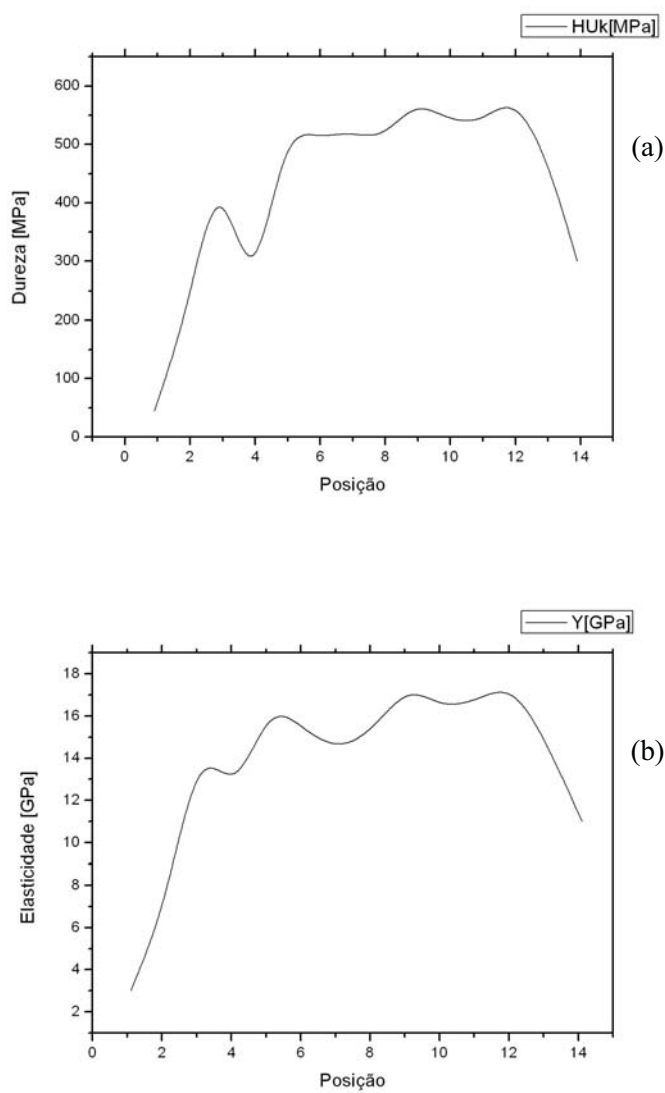 HUk[MPa]
600
500
400
300
200
100
0
Dureza [MPa]
(a)
0 2 4 6 8 10 12 14
Posição
Y[GPa]
18
16
14
12
10
8
6
4
2
Elasticidade [GPa]
(b)
0 2 4 6 8 10 12 14
Posição